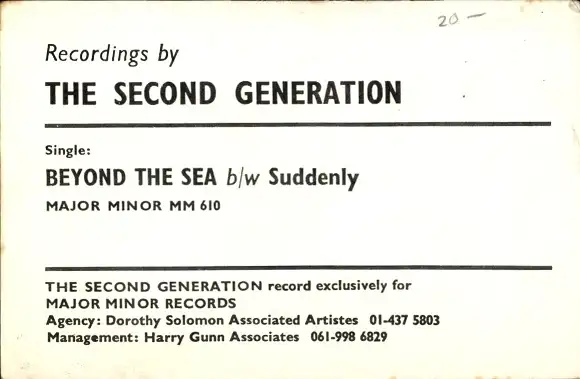 20 —
Recordings by
THE SECOND GENERATION
Single:
BEYOND THE SEA b/w Suddenly
MAJOR MINOR MM 610
THE SECOND GENERATION record exclusively for
MAJOR MINOR RECORDS
Agency: Dorothy Solomon Associated Artistes 01-437 5803
Management: Harry Gunn Associates 061-998 6829